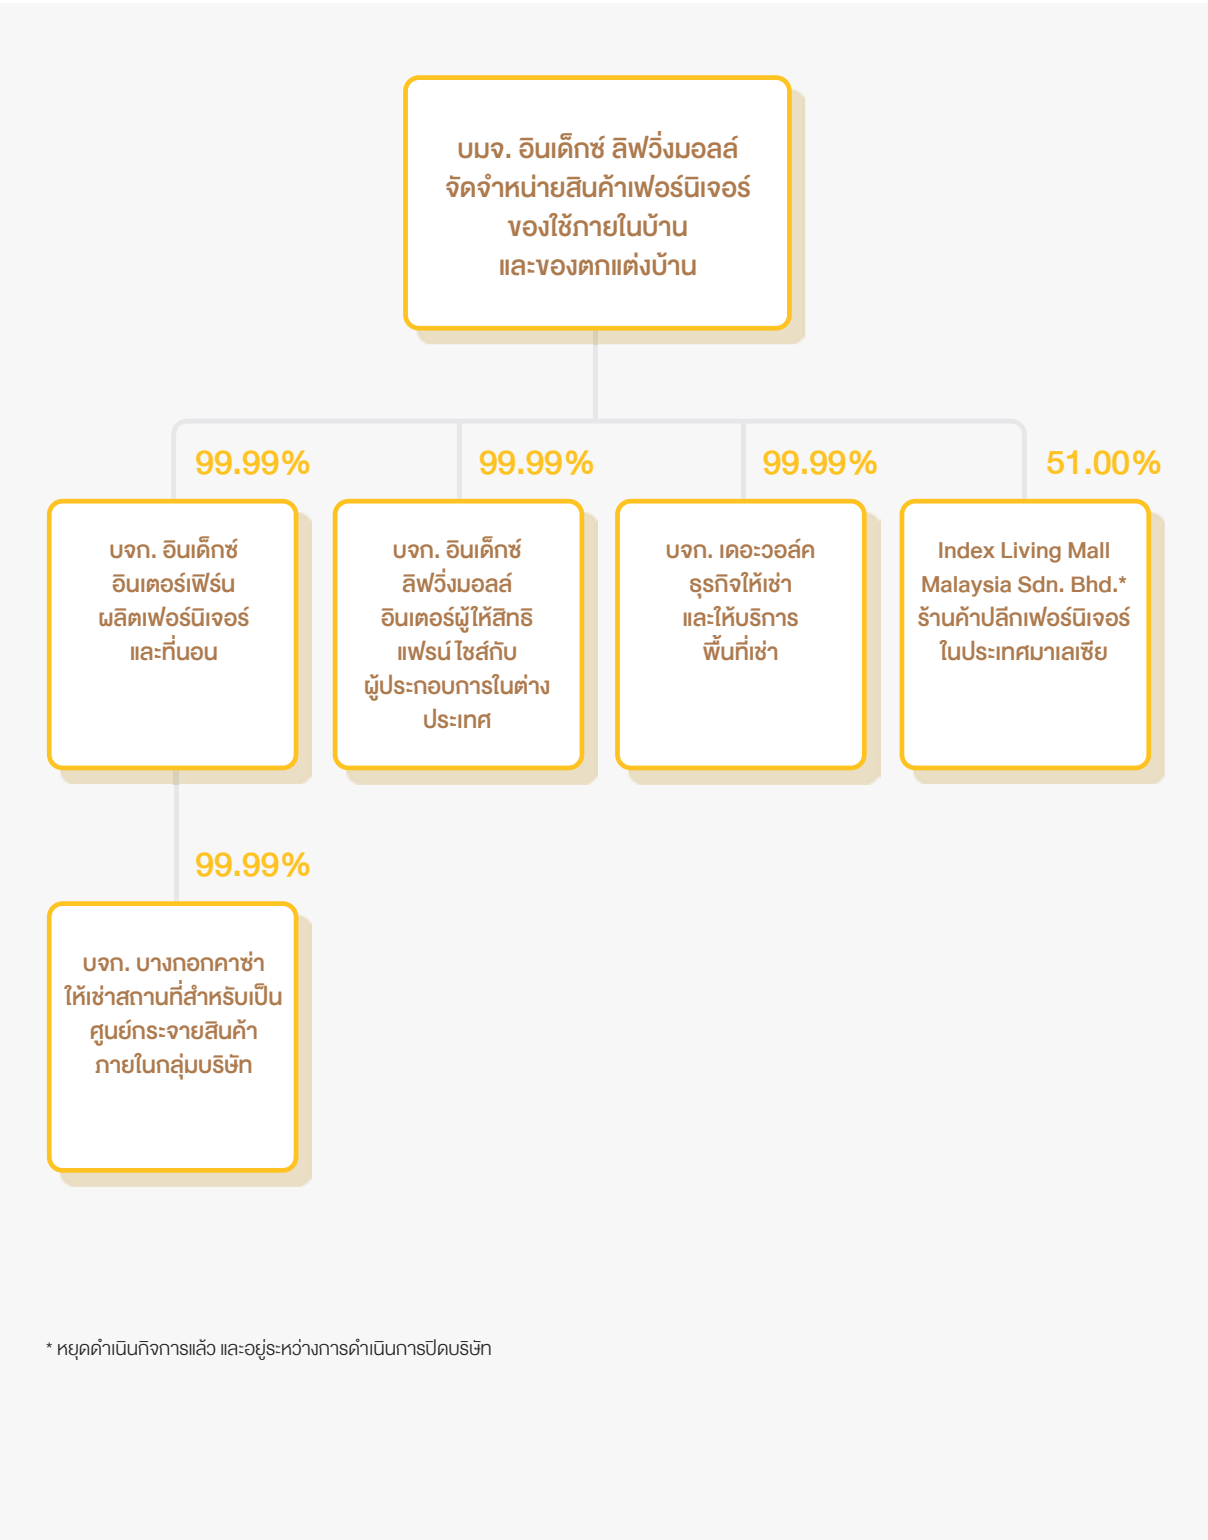 บมจ. อินเด็กซ์ ลิฟวิ่งมอลล์
จัดจำหน่ายสินค้าเฟอร์นิเจอร์
ของใช้ภายในบ้าน
และของตกแต่งบ้าน
99.99%
99.99%
99.99%
51.00%
บจก. อินเด็กซ์
อินเตอร์เฟิร์น
ผลิตเฟอร์นิเจอร์
และที่นอน
บจก. อินเด็กซ์
ลิฟวิ่งมอลล์
อินเตอร์ผู้ให้สิทธิ
แฟรน์ไชส์กับ
ผู้ประกอบการในต่าง
ประเทศ
บจก. เดอะวอล์ค
ธุรกิจให้เช่า
และให้บริการ
พื้นที่เช่า
Index Living Mall
Malaysia Sdn. Bhd.*
ร้านค้าปลีกเฟอร์นิเจอร์
ในประเทศมาเลเซีย
99.99%
บจก. บางกอกคาซ่า
ให้เช่าสถานที่สำหรับเป็น
ศูนย์กระจายสินค้า
ภายในกลุ่มบริษัท
* หยุดดำเนินกิจการแล้ว และอยู่ระหว่างการดำเนินการปิดบริษัท